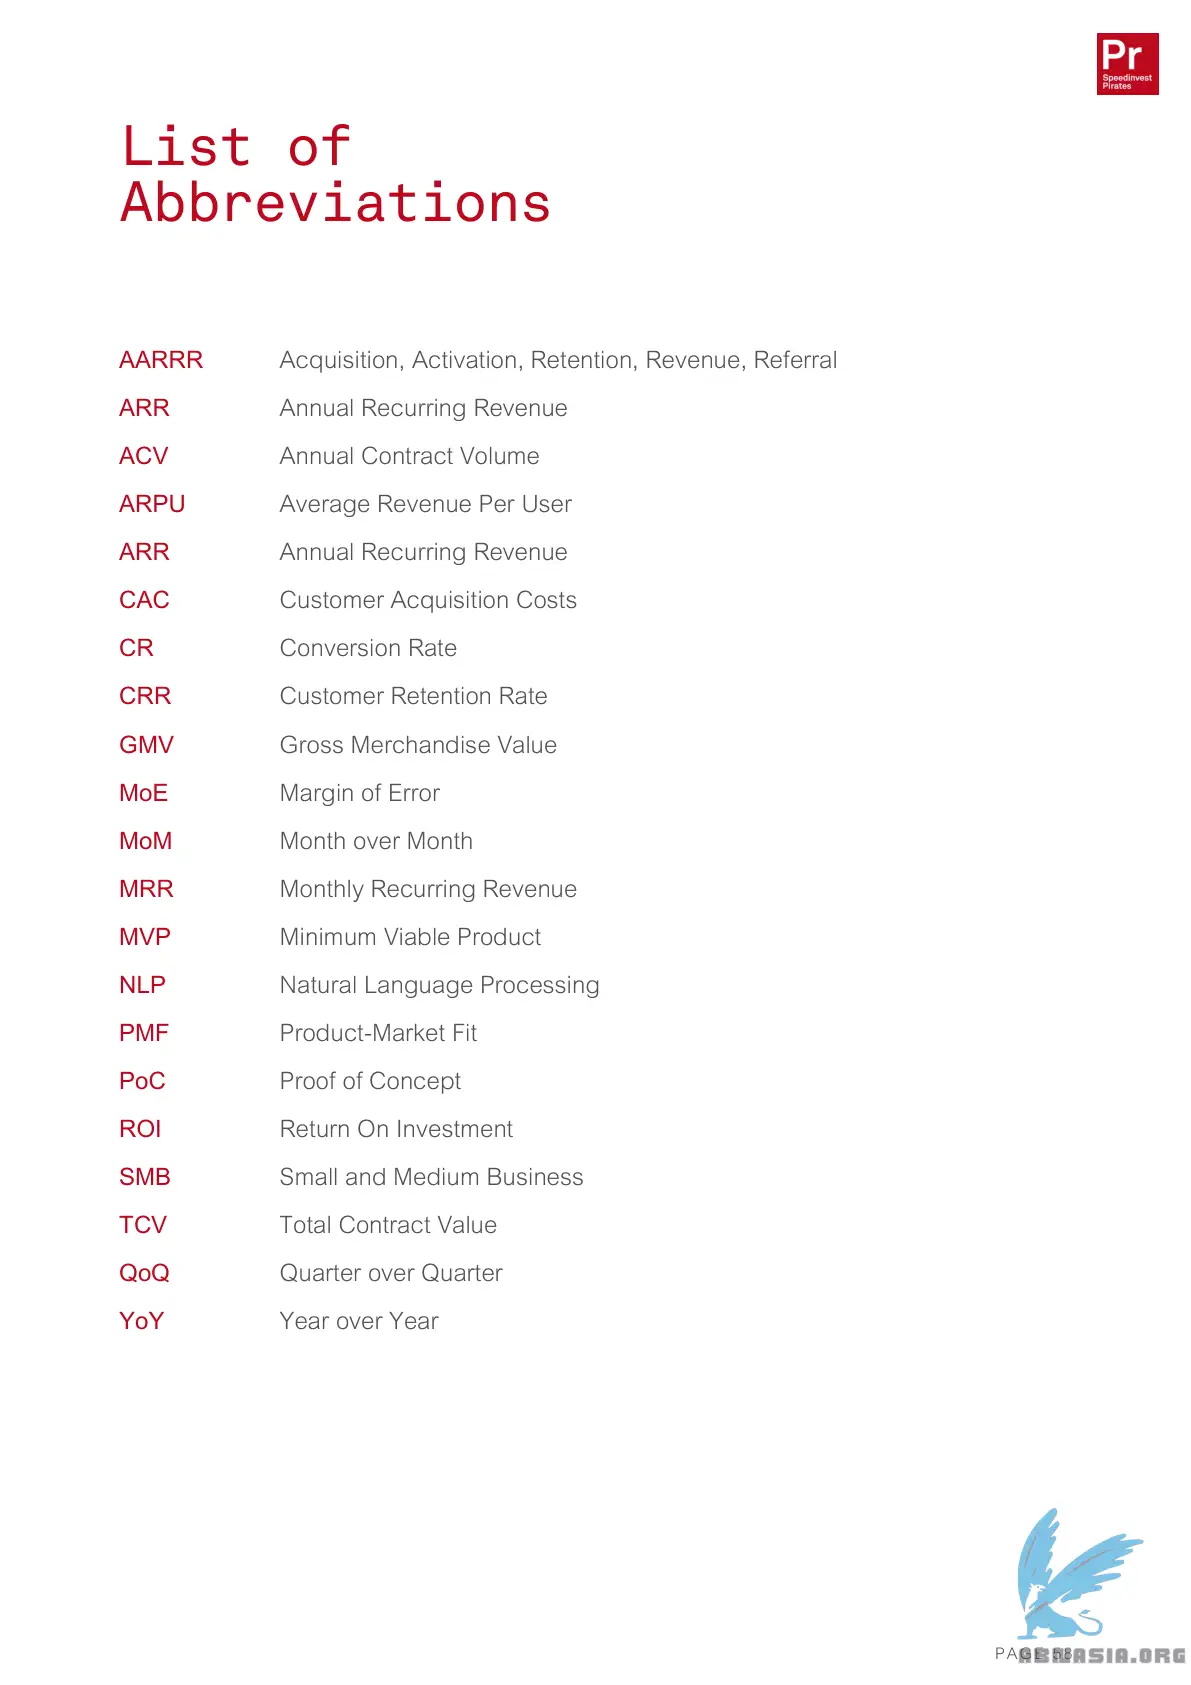 Pr
Speedinvest
Pirates
List of
Abbreviations
AARRR Acquisition, Activation, Retention, Revenue, Referral
ARR Annual Recurring Revenue
ACV Annual Contract Volume
ARPU Average Revenue Per User
ARR Annual Recurring Revenue
CAC Customer Acquisition Costs
CR Conversion Rate
CRR Customer Retention Rate
GMV Gross Merchandise Value
MoE Margin of Error
MoM Month over Month
MRR Monthly Recurring Revenue
MVP Minimum Viable Product
NLP Natural Language Processing
PMF Product-Market Fit
PoC Proof of Concept
ROI Return On Investment
SMB Small and Medium Business
TCV Total Contract Value
QoQ Quarter over Quarter
YoY Year over Year
PAGE 58